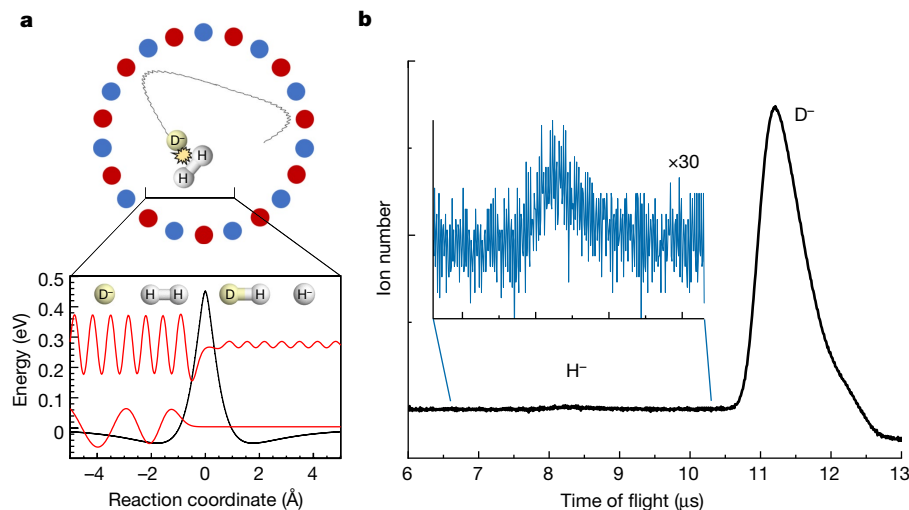 a
D⁻
H
H
D⁻ H H D H H⁻
0.5
0.4
0.3
0.2
0.1
0
Energy (eV)
−4 −2 0 2 4
Reaction coordinate (Å)
b
D⁻
×30
H⁻
Ion number
6 7 8 9 10 11 12 13
Time of flight (μs)